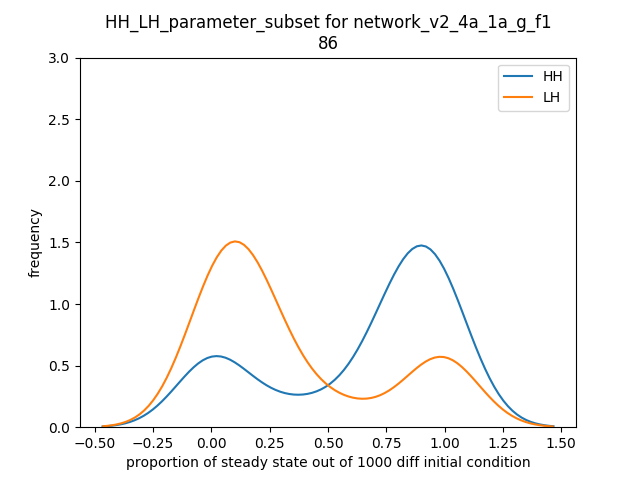 HH_LH_parameter_subset for network_v2_4a_1a_g_f1
86
3.0
2.5
2.0
1.5
1.0
0.5
0.0
frequency
HH
LH
−0.50 −0.25 0.00 0.25 0.50 0.75 1.00 1.25 1.50
proportion of steady state out of 1000 diff initial condition